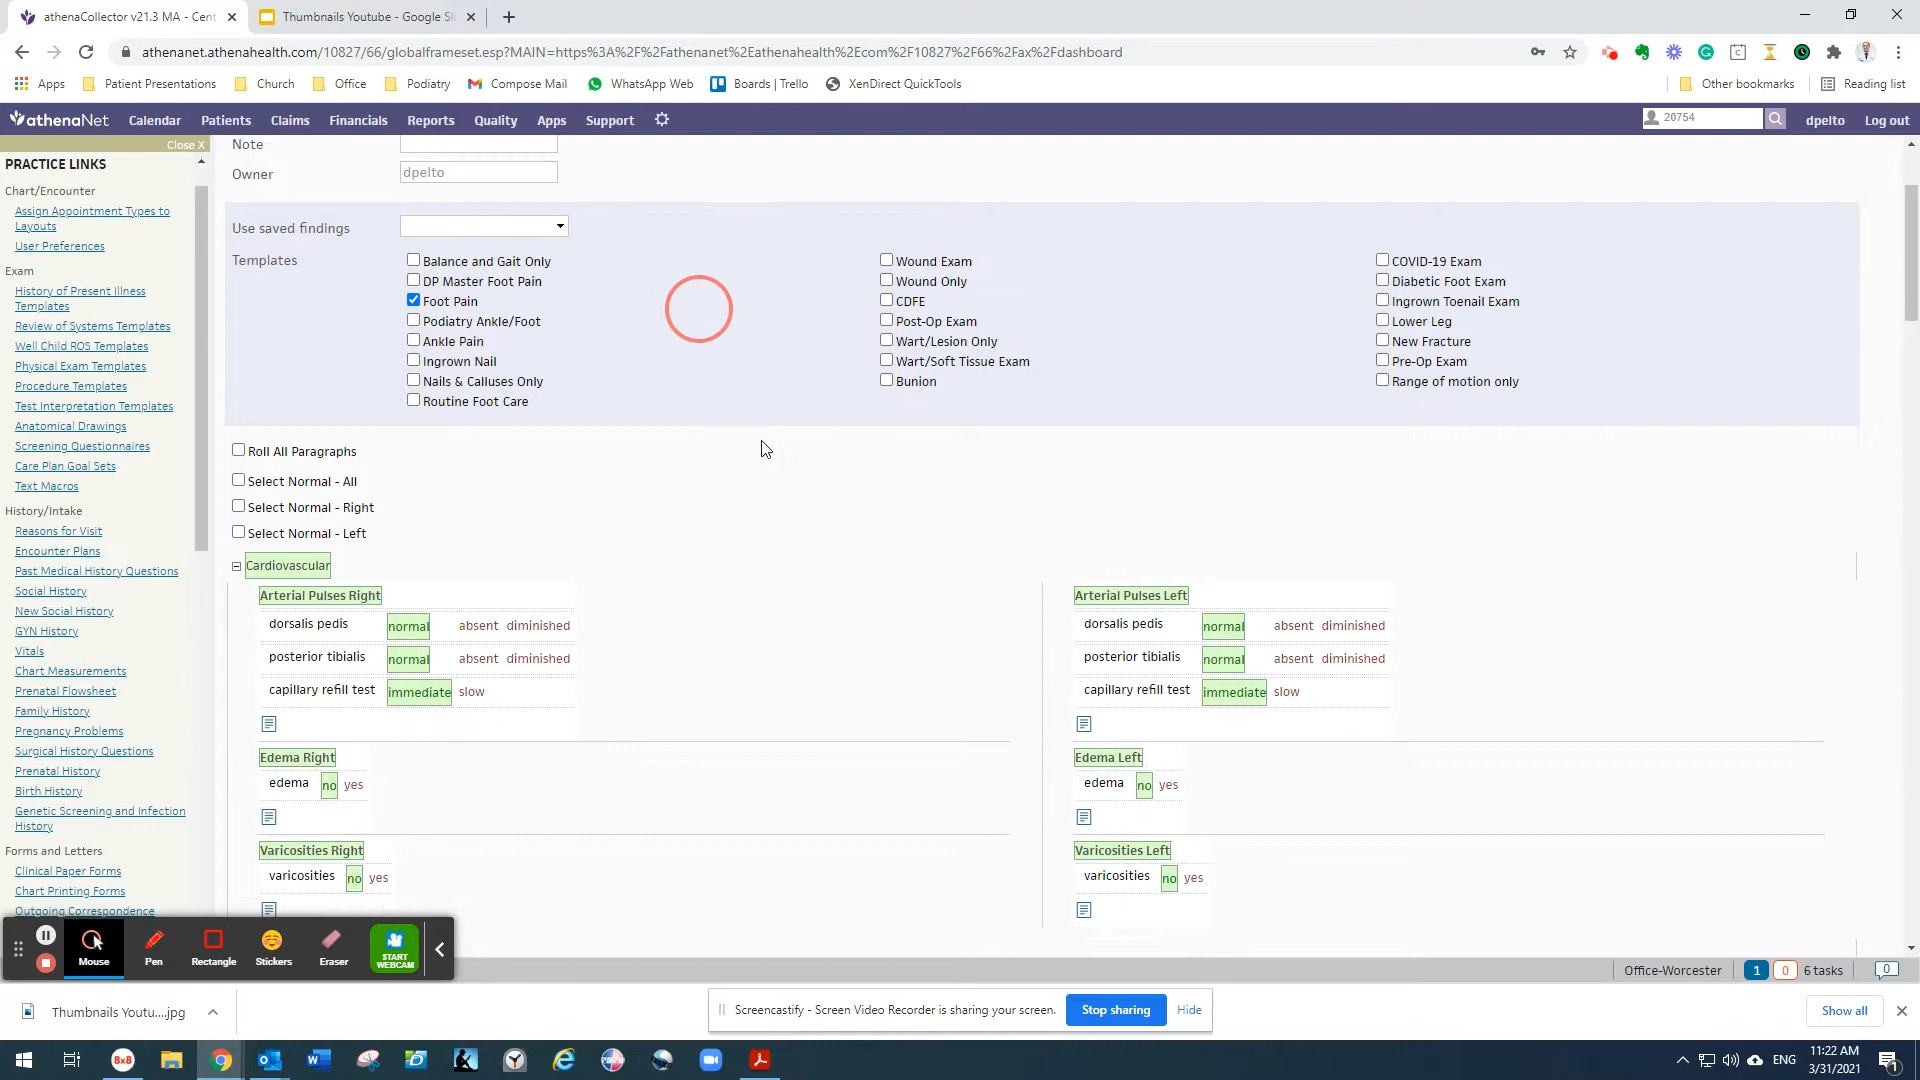 athenaCollector v21.3 MA - Cent
Thumbnails Youtube - Google Sli
athenanet.athenahealth.com/10827/66/globalframeset.esp?MAIN=https%3A%2F%2Fathenanet%2Eathenahealth%2Ecom%2F10827%2F66%2Fax%2Fdashboard
Apps Patient Presentations Church Office Podiatry Compose Mail WhatsApp Web Boards | Trello XenDirect QuickTools Other bookmarks Reading list
athenaNet Calendar Patients Claims Financials Reports Quality Apps Support 20754 dpelto Log out
Close X
PRACTICE LINKS
Chart/Encounter
Assign Appointment Types to
Layouts
User Preferences
Exam
History of Present Illness
Templates
Review of Systems Templates
Well Child ROS Templates
Physical Exam Templates
Procedure Templates
Test Interpretation Templates
Anatomical Drawings
Screening Questionnaires
Care Plan Goal Sets
Text Macros
History/Intake
Reasons for Visit
Encounter Plans
Past Medical History Questions
Social History
New Social History
GYN History
Vitals
Chart Measurements
Prenatal Flowsheet
Family History
Pregnancy Problems
Surgical History Questions
Prenatal History
Birth History
Genetic Screening and Infection
History
Forms and Letters
Clinical Paper Forms
Chart Printing Forms
Outgoing Correspondence
Note
Owner dpelto
Use saved findings
Templates
Balance and Gait Only
DP Master Foot Pain
Foot Pain
Podiatry Ankle/Foot
Ankle Pain
Ingrown Nail
Nails & Calluses Only
Routine Foot Care
Wound Exam
Wound Only
CDFE
Post-Op Exam
Wart/Lesion Only
Wart/Soft Tissue Exam
Bunion
COVID-19 Exam
Diabetic Foot Exam
Ingrown Toenail Exam
Lower Leg
New Fracture
Pre-Op Exam
Range of motion only
Roll All Paragraphs
Select Normal - All
Select Normal - Right
Select Normal - Left
Cardiovascular
Arterial Pulses Right
dorsalis pedis normal absent diminished
posterior tibialis normal absent diminished
capillary refill test immediate slow
Edema Right
edema no yes
Varicosities Right
varicosities no yes
Arterial Pulses Left
dorsalis pedis normal absent diminished
posterior tibialis normal absent diminished
capillary refill test immediate slow
Edema Left
edema no yes
Varicosities Left
varicosities no yes
Mouse Pen Rectangle Stickers Eraser START
WEBCAM
Office-Worcester 1 0 6 tasks 0
Thumbnails Youtu....jpg
Screencastify - Screen Video Recorder is sharing your screen. Stop sharing Hide
Show all
8x8
ENG
11:22 AM
3/31/2021
1